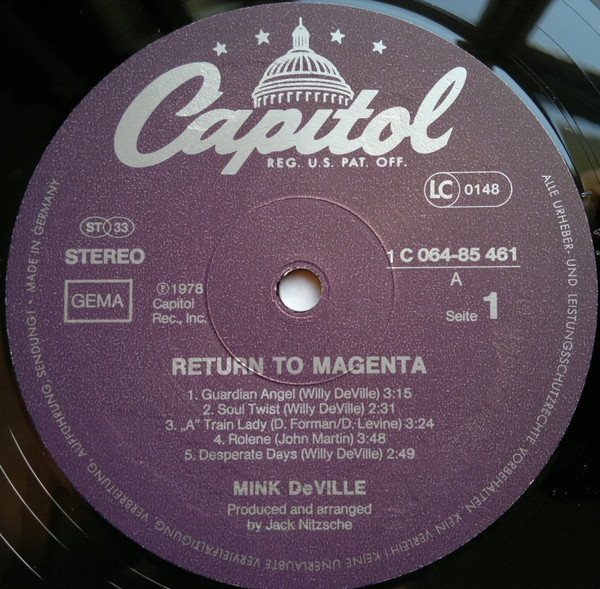 Capitol
REG. U.S. PAT. OFF.
LC 0148
ST 33
STEREO
1 C 064-85 461
A
GEMA
Ⓟ1978
Capitol
Rec., Inc.
Seite 1
RETURN TO MAGENTA
1. Guardian Angel (Willy DeVille) 3:15
2. Soul Twist (Willy DeVille) 2:31
3. „A” Train Lady (D. Forman/D. Levine) 3:24
4. Rolene (John Martin) 3:48
5. Desperate Days (Willy DeVille) 2:49
MINK DeVILLE
Produced and arranged
by Jack Nitzsche
ALLE URHEBER- UND LEISTUNGSSCHUTZRECHTE VORBEHALTEN. KEIN VERLEIH! KEINE UNERLAUBTE VERVIELFÄLTIGUNG, VERBREITUNG, AUFFÜHRUNG, SENDUNG! • MADE IN GERMANY